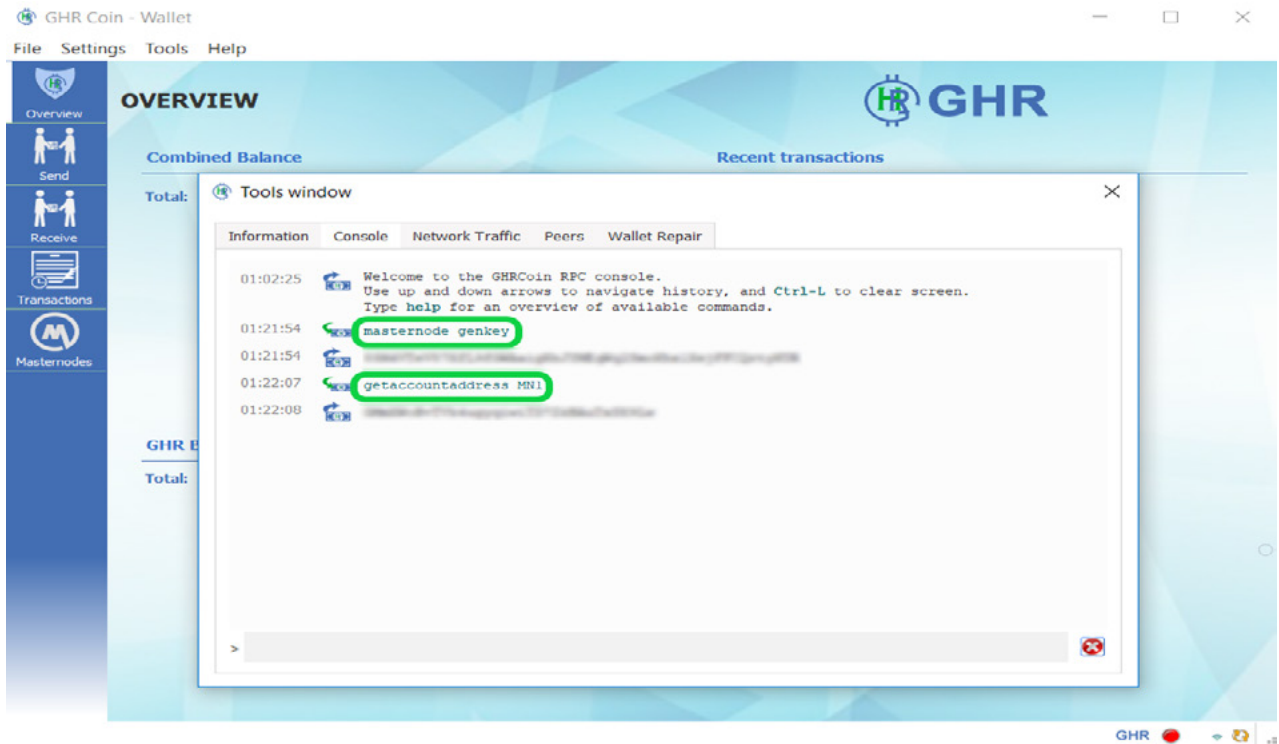 GHR Coin - Wallet
File Settings Tools Help
Overview
Send
Receive
Transactions
Masternodes
OVERVIEW
GHR
Combined Balance
Recent transactions
Total:
Tools window
Information Console Network Traffic Peers Wallet Repair
01:02:25 Welcome to the GHRCoin RPC console.
Use up and down arrows to navigate history, and Ctrl-L to clear screen.
Type help for an overview of available commands.
01:21:54 masternode genkey
01:21:54
01:22:07 getaccountaddress MN1
01:22:08
GHR
Total:
>
GHR